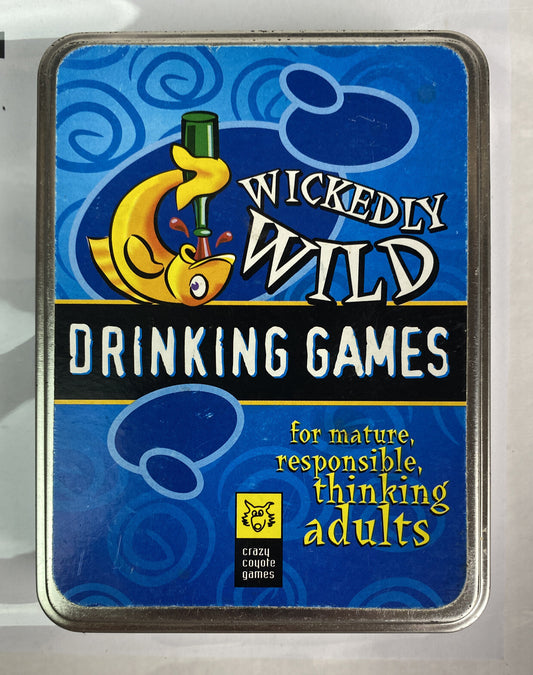 WICKEDLY
WILD
DRINKING GAMES
for mature,
responsible,
thinking
adults
crazy
coyote
games